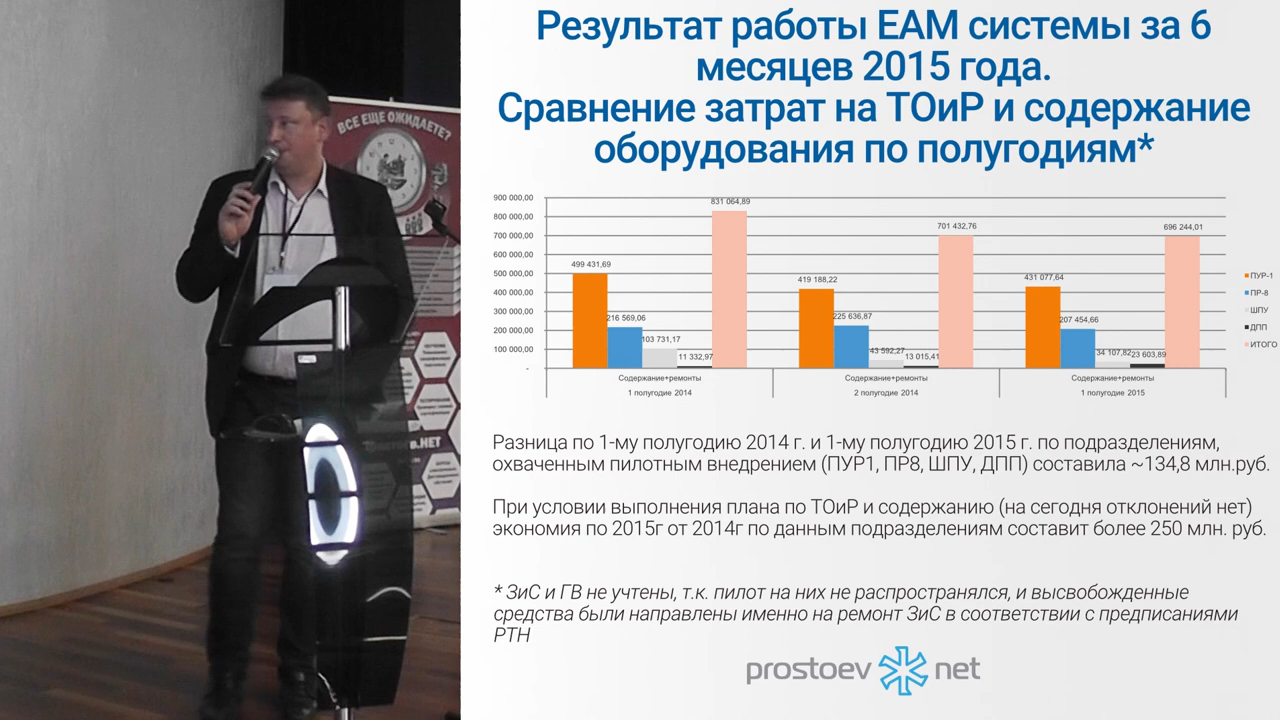 ВСЕ ЕЩЕ ОЖИДАЕТЕ?
Результат работы ЕАМ системы за 6
месяцев 2015 года.
Сравнение затрат на ТОиР и содержание
оборудования по полугодиям*
900 000,00
800 000,00
700 000,00
600 000,00
500 000,00
400 000,00
300 000,00
200 000,00
100 000,00
-
499 431,69
216 569,06
103 731,17
11 332,97
831 064,89
419 188,22
225 636,87
43 592,27
13 015,41
701 432,76
431 077,64
207 454,66
34 107,82
23 603,89
696 244,01
Содержание+ремонты
Содержание+ремонты
Содержание+ремонты
1 полугодие 2014
2 полугодие 2014
1 полугодие 2015
ПУР-1
ПР-8
ШПУ
ДПП
ИТОГО
Разница по 1-му полугодию 2014 г. и 1-му полугодию 2015 г. по подразделениям,
охваченным пилотным внедрением (ПУР1, ПР8, ШПУ, ДПП) составила ~134,8 млн.руб.
При условии выполнения плана по ТОиР и содержанию (на сегодня отклонений нет)
экономия по 2015г от 2014г по данным подразделениям составит более 250 млн. руб.
* ЗиС и ГВ не учтены, т.к. пилот на них не распространялся, и высвобожденные
средства были направлены именно на ремонт ЗиС в соответствии с предписаниями
РТН
prostoev net